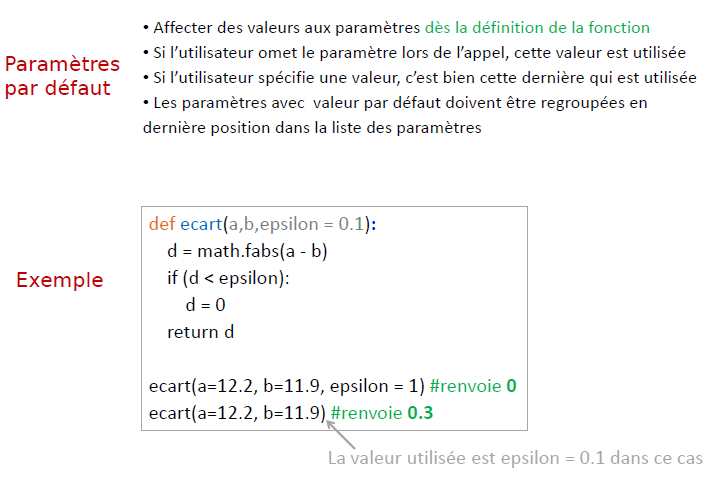 Paramètres
par défaut
• Affecter des valeurs aux paramètres dès la définition de la fonction
• Si l'utilisateur omet le paramètre lors de l'appel, cette valeur est utilisée
• Si l'utilisateur spécifie une valeur, c'est bien cette dernière qui est utilisée
• Les paramètres avec  valeur par défaut doivent être regroupées en
dernière position dans la liste des paramètres
Exemple
def ecart(a,b,epsilon = 0.1):
d = math.fabs(a - b)
if (d < epsilon):
d = 0
return d
ecart(a=12.2, b=11.9, epsilon = 1) #renvoie 0
ecart(a=12.2, b=11.9) #renvoie 0.3
La valeur utilisée est epsilon = 0.1 dans ce cas